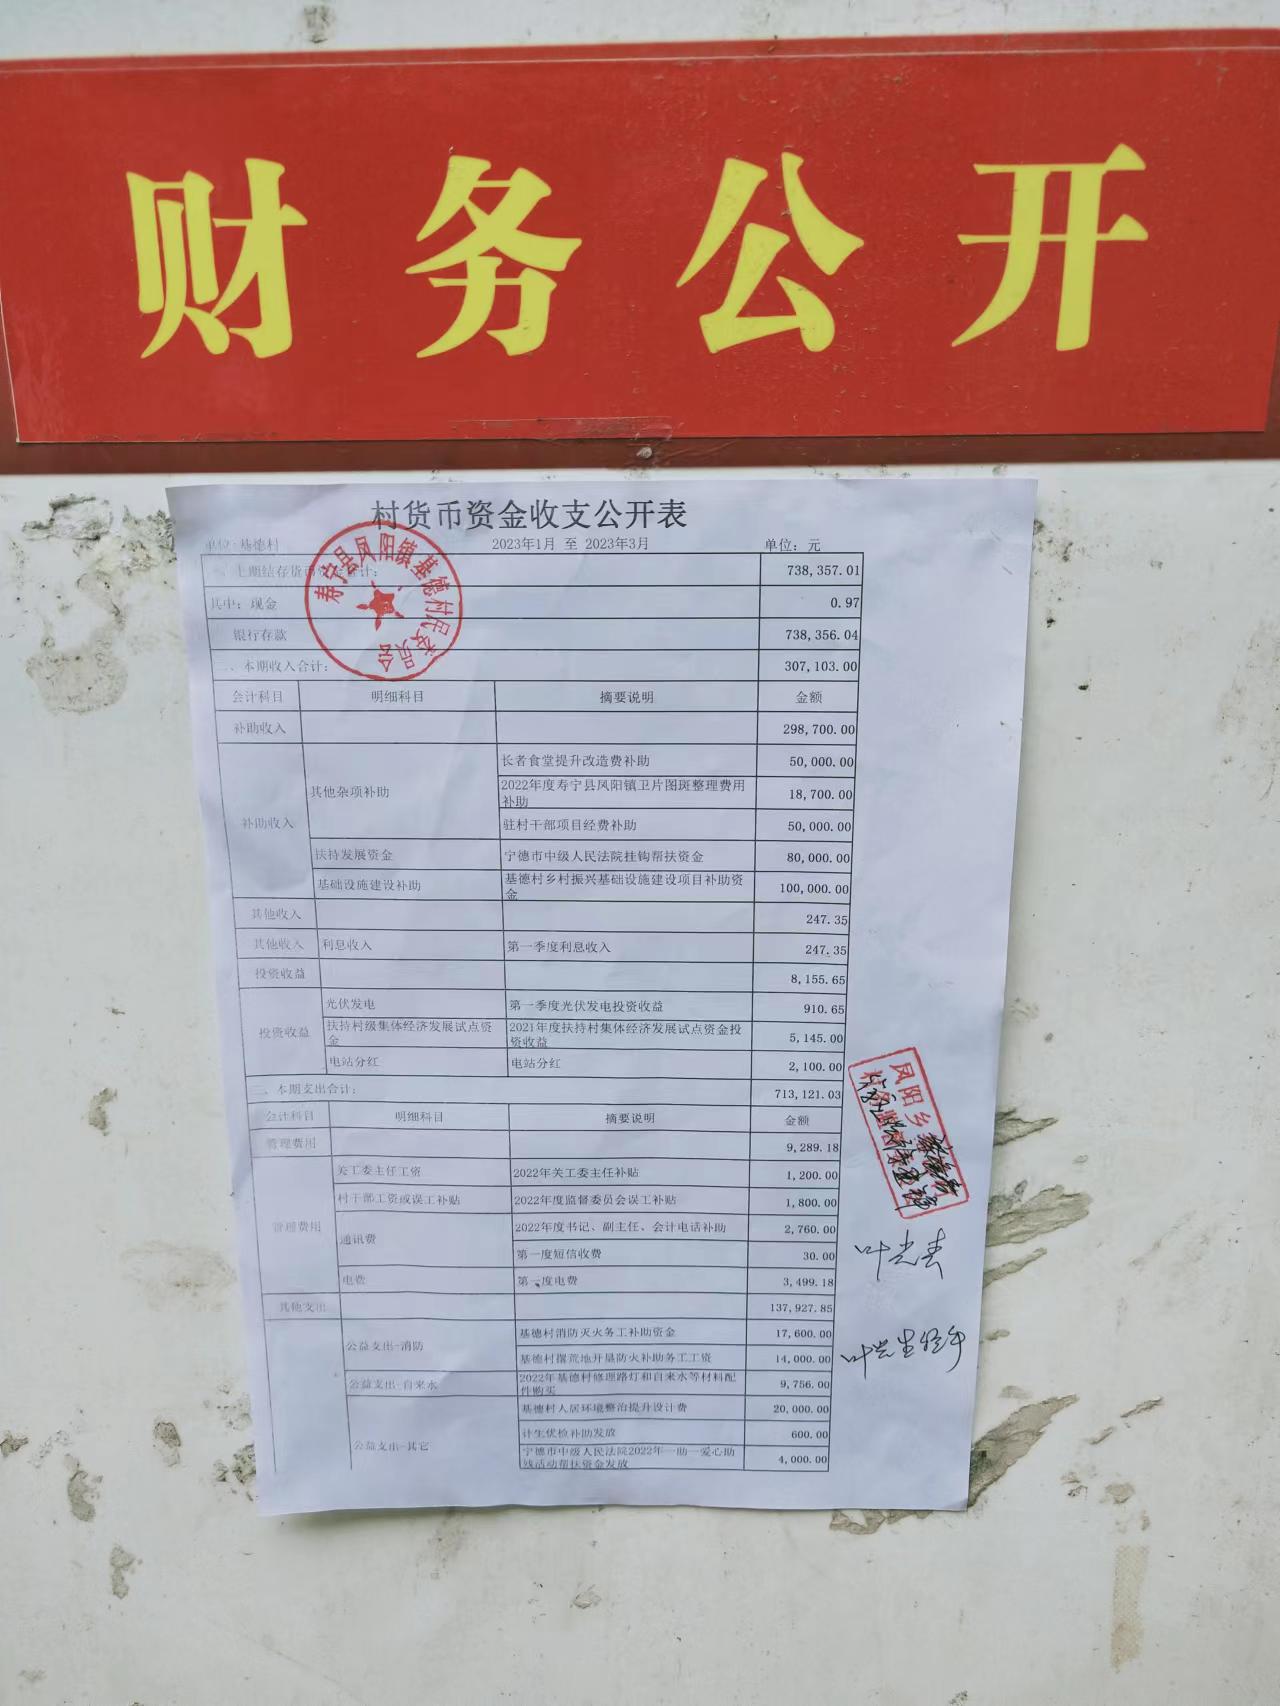 财务公开
村货币资金收支公开表
单位：基德村 2023年1月 至 2023年3月 单位：元
一、上期结存货币资金合计： 738,357.01
其中：现金 0.97
银行存款 738,356.04
二、本期收入合计： 307,103.00
会计科目 明细科目 摘要说明 金额
补助收入 298,700.00
补助收入 其他杂项补助 长者食堂提升改造费补助 50,000.00
2022年度寿宁县凤阳镇卫片图斑整理费用补助 18,700.00
驻村干部项目经费补助 50,000.00
扶持发展资金 宁德市中级人民法院挂钩帮扶资金 80,000.00
基础设施建设补助 基德村乡村振兴基础设施建设项目补助资金 100,000.00
其他收入 247.35
其他收入 利息收入 第一季度利息收入 247.35
投资收益 8,155.65
投资收益 光伏发电 第一季度光伏发电投资收益 910.65
扶持村级集体经济发展试点资金 2021年度扶持村集体经济发展试点资金投资收益 5,145.00
电站分红 电站分红 2,100.00
三、本期支出合计： 713,121.03
会计科目 明细科目 摘要说明 金额
管理费用 9,289.18
管理费用 关工委主任工资 2022年关工委主任补贴 1,200.00
村干部工资或误工补贴 2022年度监督委员会误工补贴 1,800.00
通讯费 2022年度书记、副主任、会计电话补助 2,760.00
第一度短信收费 30.00
电费 第一度电费 3,499.18
其他支出 137,927.85
公益支出-消防 基德村消防灭火务工补助资金 17,600.00
基德村撂荒地开垦防火补助务工工资 14,000.00
公益支出-自来水 2022年基德村修理路灯和自来水等材料配件购买 9,756.00
公益支出-其它 基德村人居环境整治提升设计费 20,000.00
计生优检补助发放 600.00
宁德市中级人民法院2022年一助一爱心助残活动帮扶资金发放 4,000.00
寿宁县凤阳镇基德村民委员会
凤阳乡
叶光青